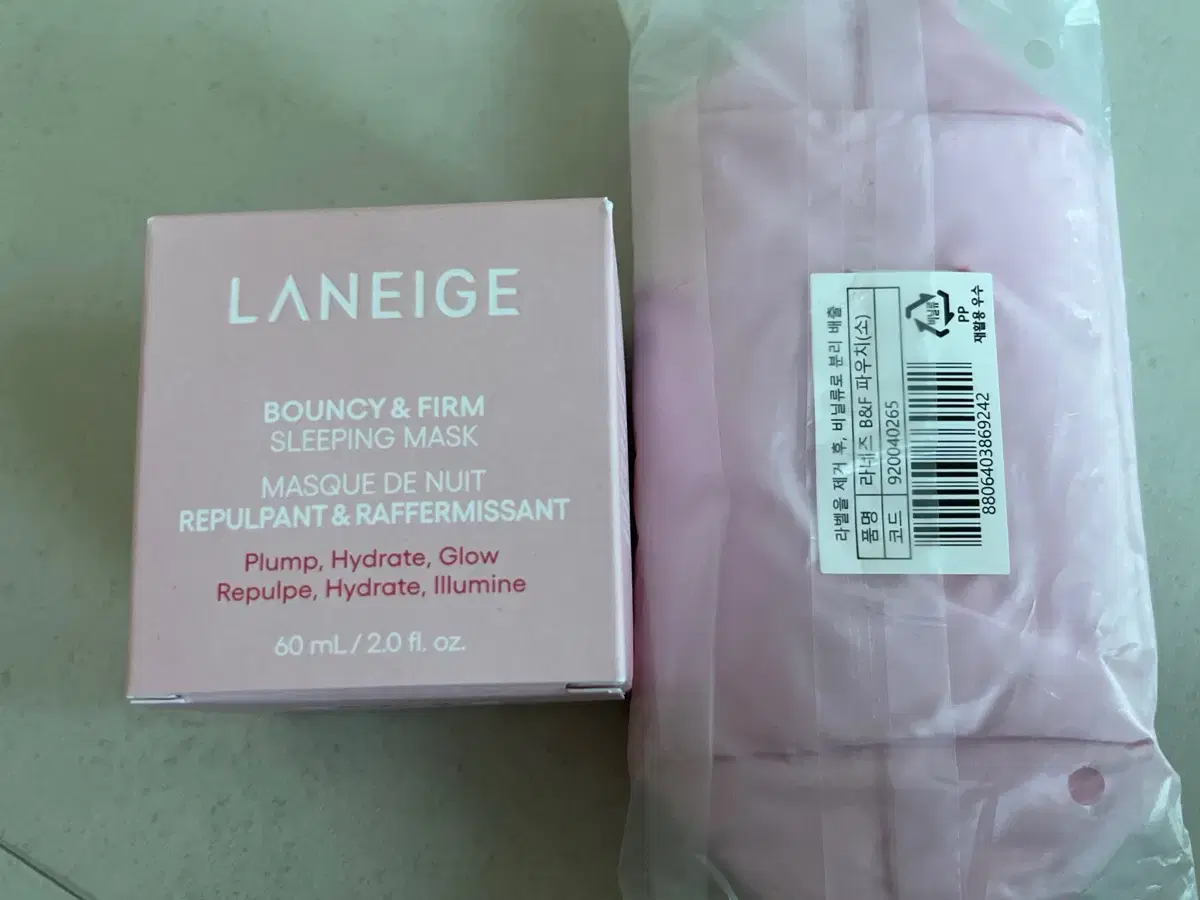 LANEIGE
BOUNCY & FIRM
SLEEPING MASK
MASQUE DE NUIT
REPULPANT & RAFFERMISSANT
Plump, Hydrate, Glow
Repulpe, Hydrate, Illumine
60 mL / 2.0 fl. oz.
라벨을 제거 후, 비닐류로 분리 배출
품명 라네즈 B&F 파우치(소)
코드 920040265
8806403869242
비닐류
PP
재활용 우수